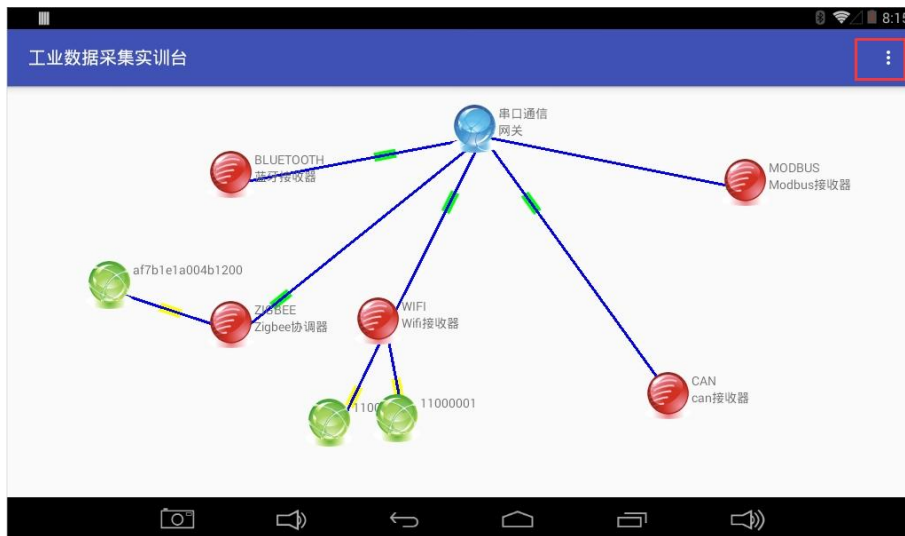 8:15
工业数据采集实训台
串口通信
网关
BLUETOOTH
蓝牙接收器
MODBUS
Modbus接收器
af7b1e1a004b1200
ZIGBEE
Zigbee协调器
WIFI
Wifi接收器
1100
11000001
CAN
can接收器